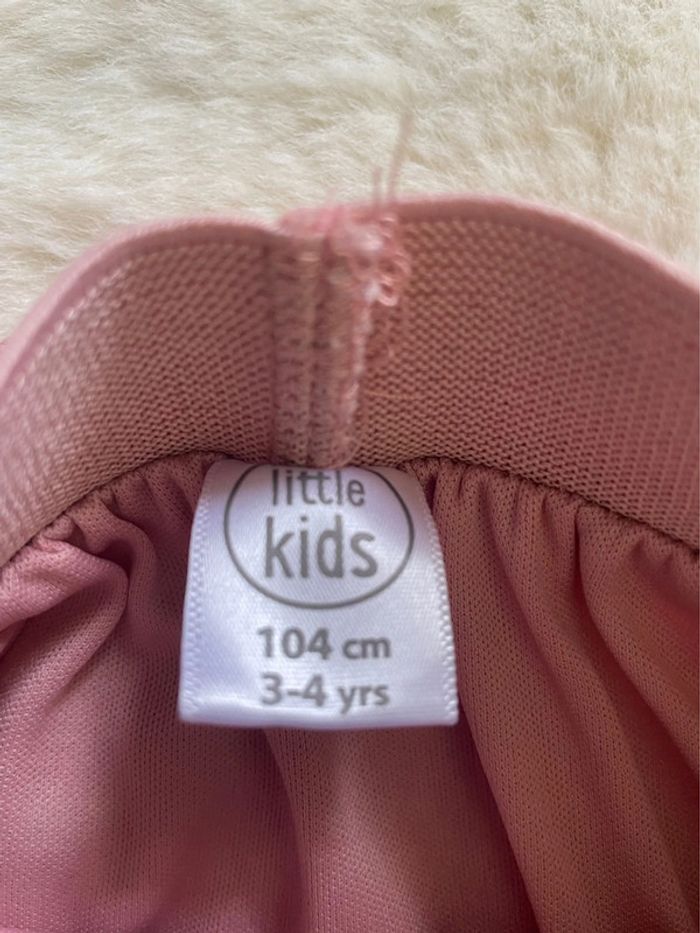 little
kids
104 cm
3-4 yrs